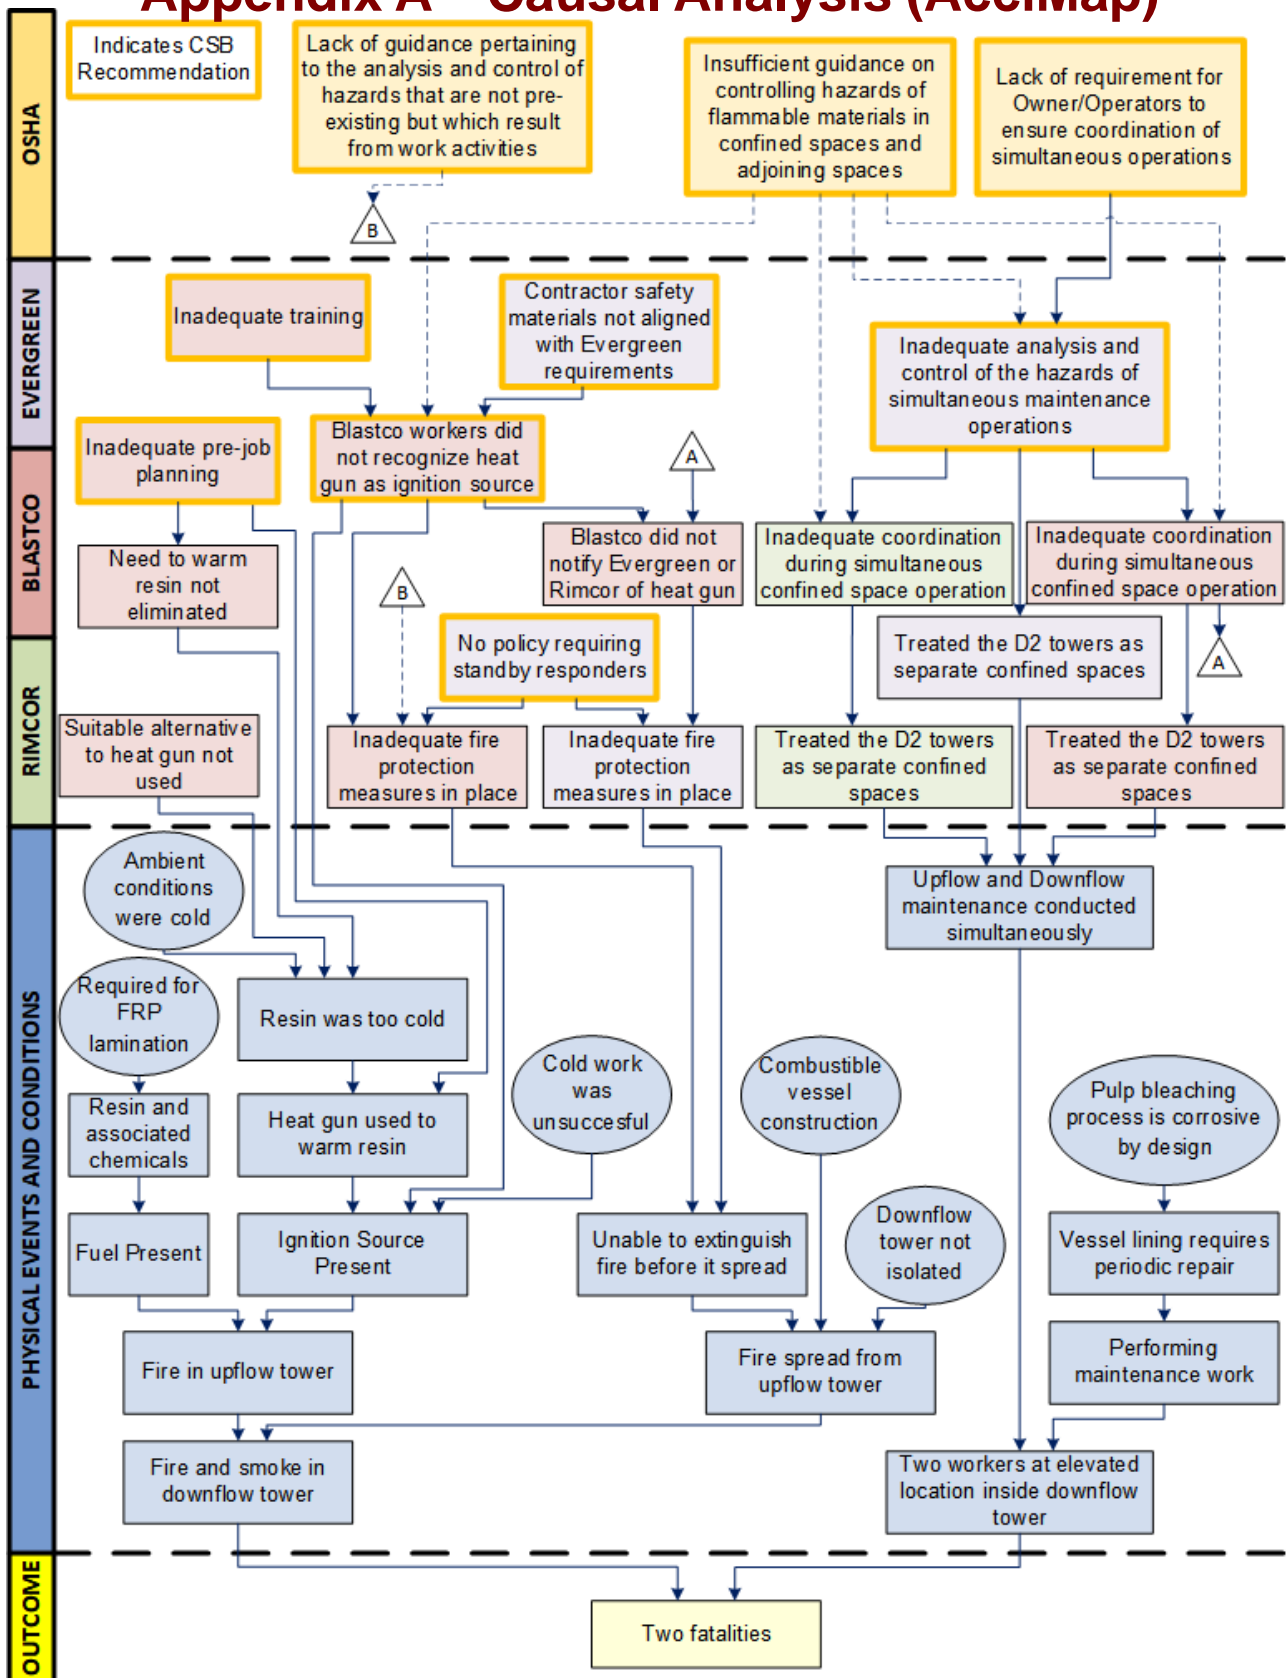 Appendix A – Causal Analysis (AcciMap)
Indicates CSB
Recommendation
Lack of guidance pertaining
to the analysis and control of
hazards that are not pre-
existing but which result
from work activities
Insufficient guidance on
controlling hazards of
flammable materials in
confined spaces and
adjoining spaces
Lack of requirement for
Owner/Operators to
ensure coordination of
simultaneous operations
OSHA
B
EVERGREEN
Inadequate training
Contractor safety
materials not aligned
with Evergreen
requirements
Inadequate analysis and
control of the hazards of
simultaneous maintenance
operations
Inadequate pre-job
planning
Blastco workers did
not recognize heat
gun as ignition source
A
BLASTCO
Need to warm
resin not
eliminated
B
Blastco did not
notify Evergreen or
Rimcor of heat gun
Inadequate coordination
during simultaneous
confined space operation
Inadequate coordination
during simultaneous
confined space operation
No policy requiring
standby responders
Treated the D2 towers as
separate confined spaces
A
RIMCOR
Suitable alternative
to heat gun not
used
Inadequate fire
protection
measures in place
Inadequate fire
protection
measures in place
Treated the D2 towers
as separate confined
spaces
Treated the D2 towers
as separate confined
spaces
PHYSICAL EVENTS AND CONDITIONS
Ambient
conditions
were cold
Upflow and Downflow
maintenance conducted
simultaneously
Required for
FRP
lamination
Resin was too cold
Cold work
was
unsuccesful
Combustible
vessel
construction
Pulp bleaching
process is corrosive
by design
Resin and
associated
chemicals
Heat gun used to
warm resin
Fuel Present
Ignition Source
Present
Unable to extinguish
fire before it spread
Downflow
tower not
isolated
Vessel lining requires
periodic repair
Fire in upflow tower
Fire spread from
upflow tower
Performing
maintenance work
Fire and smoke in
downflow tower
Two workers at elevated
location inside downflow
tower
OUTCOME
Two fatalities